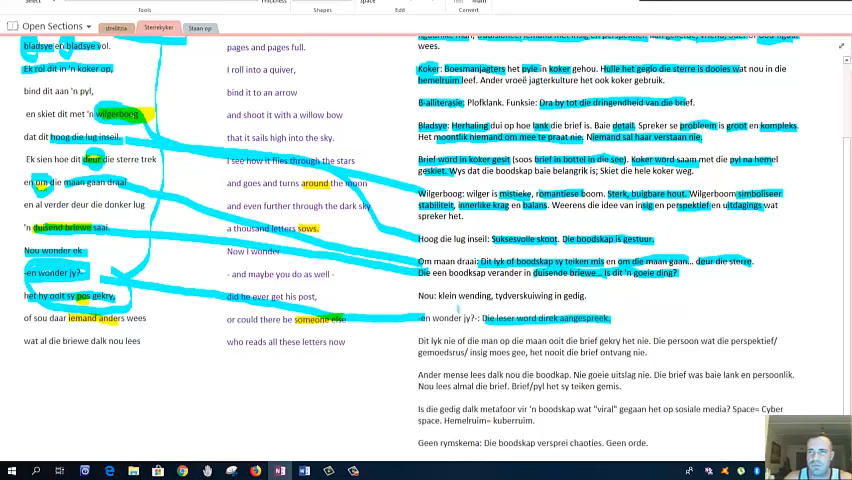 Tools
Thickness
Shapes
Space
Edit
Math
Open Sections
strelitzia
Sterrekyker
Staan op
bladsye en bladsye vol.
Ek rol dit in 'n koker op,
bind dit aan 'n pyl,
en skiet dit met 'n wilgerboog
dat dit hoog die lug inseil.
Ek sien hoe dit deur die sterre trek
en om die maan gaan draai
en al verder deur die donker lug
'n duisend briewe saai.
Nou wonder ek
-en wonder jy?-
het hy ooit sy pos gekry,
of sou daar iemand anders wees
wat al die briewe dalk nou lees
pages and pages full.
I roll into a quiver,
bind it to an arrow
and shoot it with a willow bow
that it sails high into the sky.
I see how it flies through the stars
and goes and turns around the moon
and even further through the dark sky
a thousand letters sows.
Now I wonder
- and maybe you do as well -
did he ever get his post,
or could there be someone else
who reads all these letters now
wees.
Koker: Boesmanjagters het pyle in koker gehou. Hulle het geglo die sterre is dooies wat nou in die
hemelruim leef. Ander vroeë jagterkulture het ook koker gebruik.
B-alliterasie: Plofklank. Funksie: Dra by tot die dringendheid van die brief.
Bladsye: Herhaling dui op hoe lank die brief is. Baie detail. Spreker se probleem is groot en kompleks.
Het moontlik niemand om mee te praat nie. Niemand sal haar verstaan nie.
Brief word in koker gesit (soos brief in bottel in die see). Koker word saam met die pyl na hemel
geskiet. Wys dat die boodskap baie belangrik is; Skiet die hele koker weg.
Wilgerboog: wilger is mistieke, romantiese boom. Sterk, buigbare hout. Wilgerboom simboliseer
stabiliteit, innerlike krag en balans. Weerens die idee van insig en perspektief en uitdagings wat
spreker het.
Hoog die lug inseil: Suksesvolle skoot. Die boodskap is gestuur.
Om maan draai: Dit lyk of boodskap sy teiken mis en om die maan gaan... deur die sterre.
Die een boodksap verander in duisende briewe... Is dit 'n goeie ding?
Nou: klein wending, tydverskuiwing in gedig.
-en wonder jy?-: Die leser word direk aangespreek.
Dit lyk nie of die man op die maan ooit die brief gekry het nie. Die persoon wat die perspektief/
gemoedsrus/ insig moes gee, het nooit die brief ontvang nie.
Ander mense lees dalk nou die boodkap. Nie goeie uitslag nie. Die brief was baie lank en persoonlik.
Nou lees almal die brief. Brief/pyl het sy teiken gemis.
Is die gedig dalk metafoor vir 'n boodskap wat "viral" gegaan het op sosiale media? Space= Cyber
space. Hemelruim= kuberruim.
Geen rymskema: Die boodskap versprei chaoties. Geen orde.